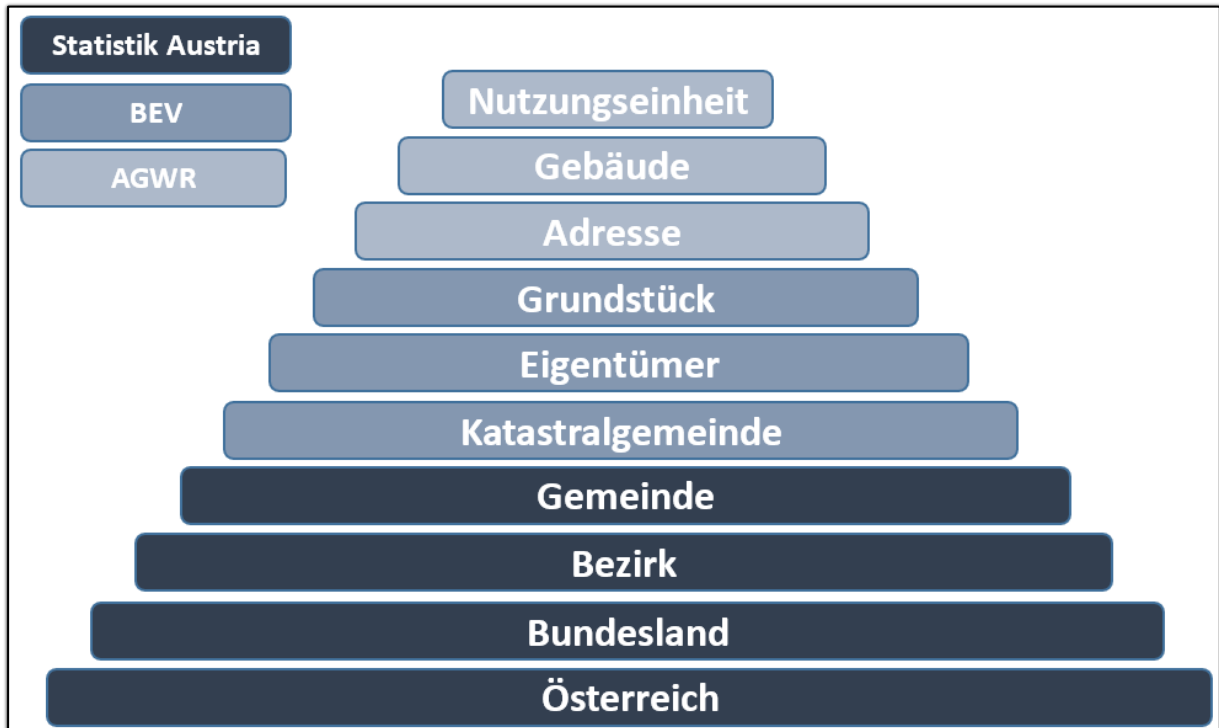 Statistik Austria
BEV
AGWR
Nutzungseinheit
Gebäude
Adresse
Grundstück
Eigentümer
Katastralgemeinde
Gemeinde
Bezirk
Bundesland
Österreich